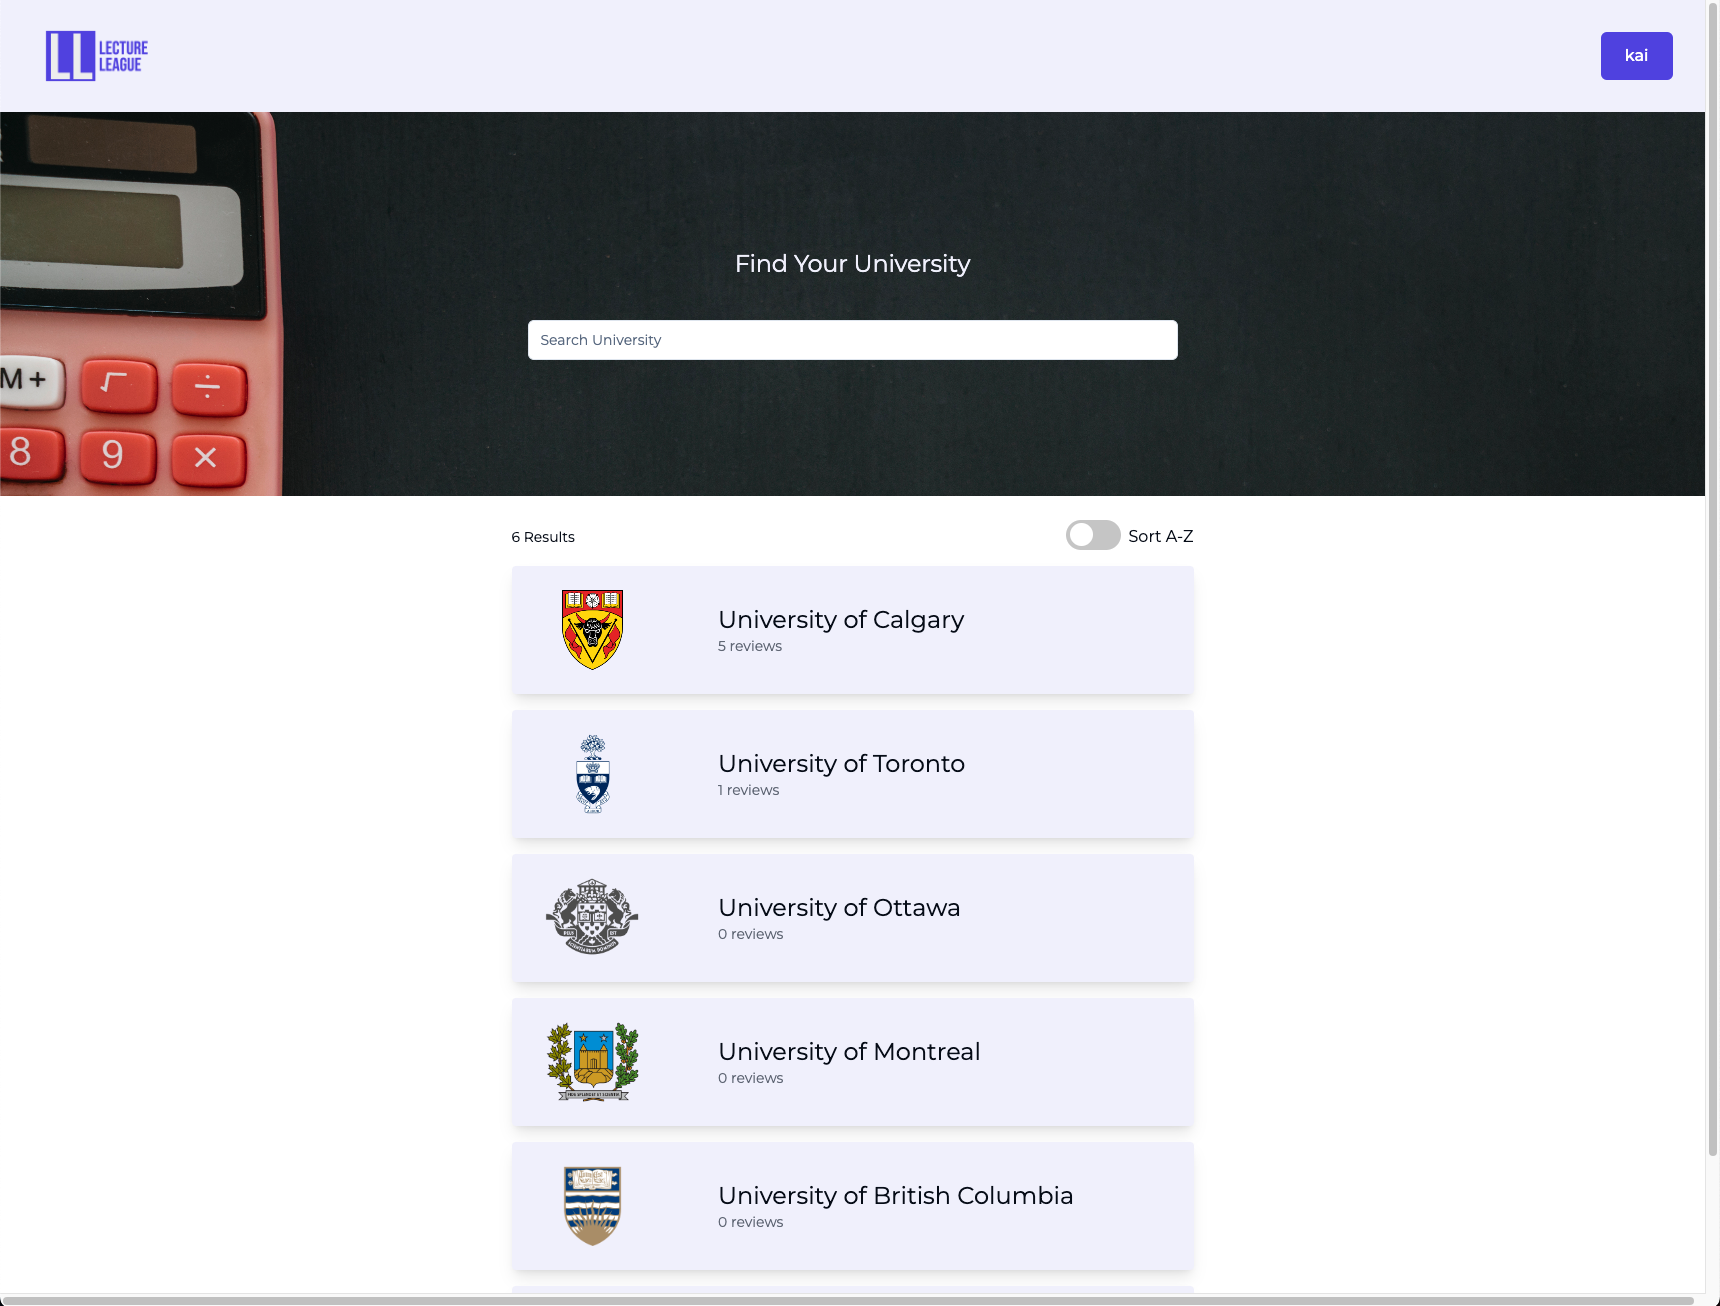 LL LECTURE
LEAGUE
kai
M+ √ ÷
8 9 ×
Find Your University
Search University
6 Results
Sort A-Z
University of Calgary
5 reviews
University of Toronto
1 reviews
University of Ottawa
0 reviews
University of Montreal
0 reviews
University of British Columbia
0 reviews